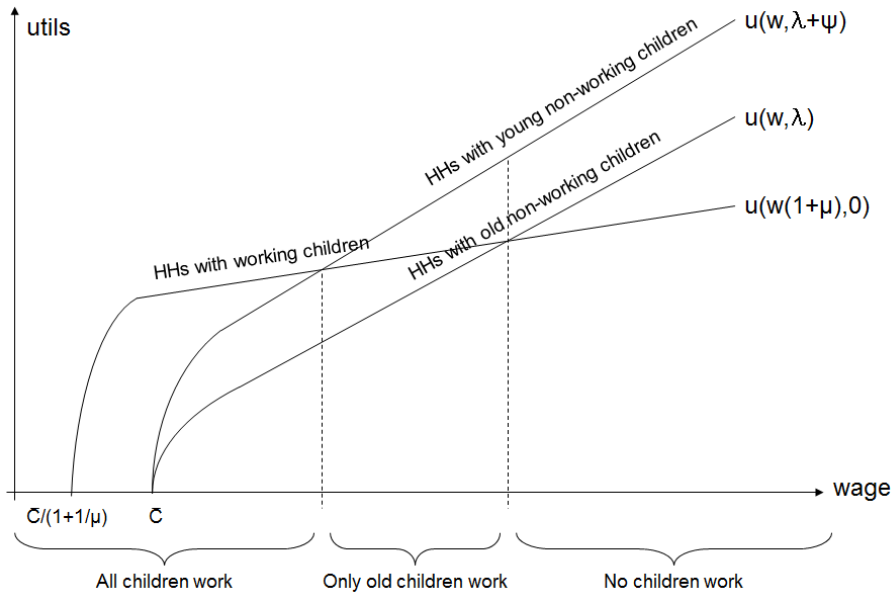 utils
u(w,λ+ψ)
HHs with young non-working children
u(w,λ)
HHs with old non-working children
u(w(1+μ),0)
HHs with working children
wage
C̄/(1+1/μ)
C̄
All children work
Only old children work
No children work